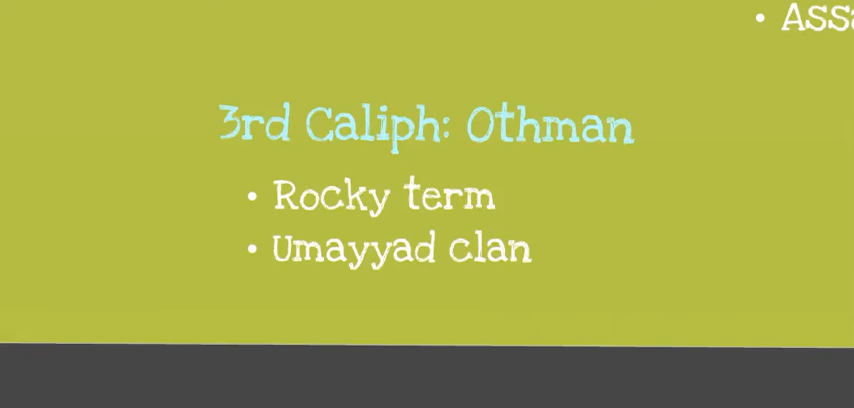 3rd Caliph: Othman
• Rocky term
• Umayyad clan